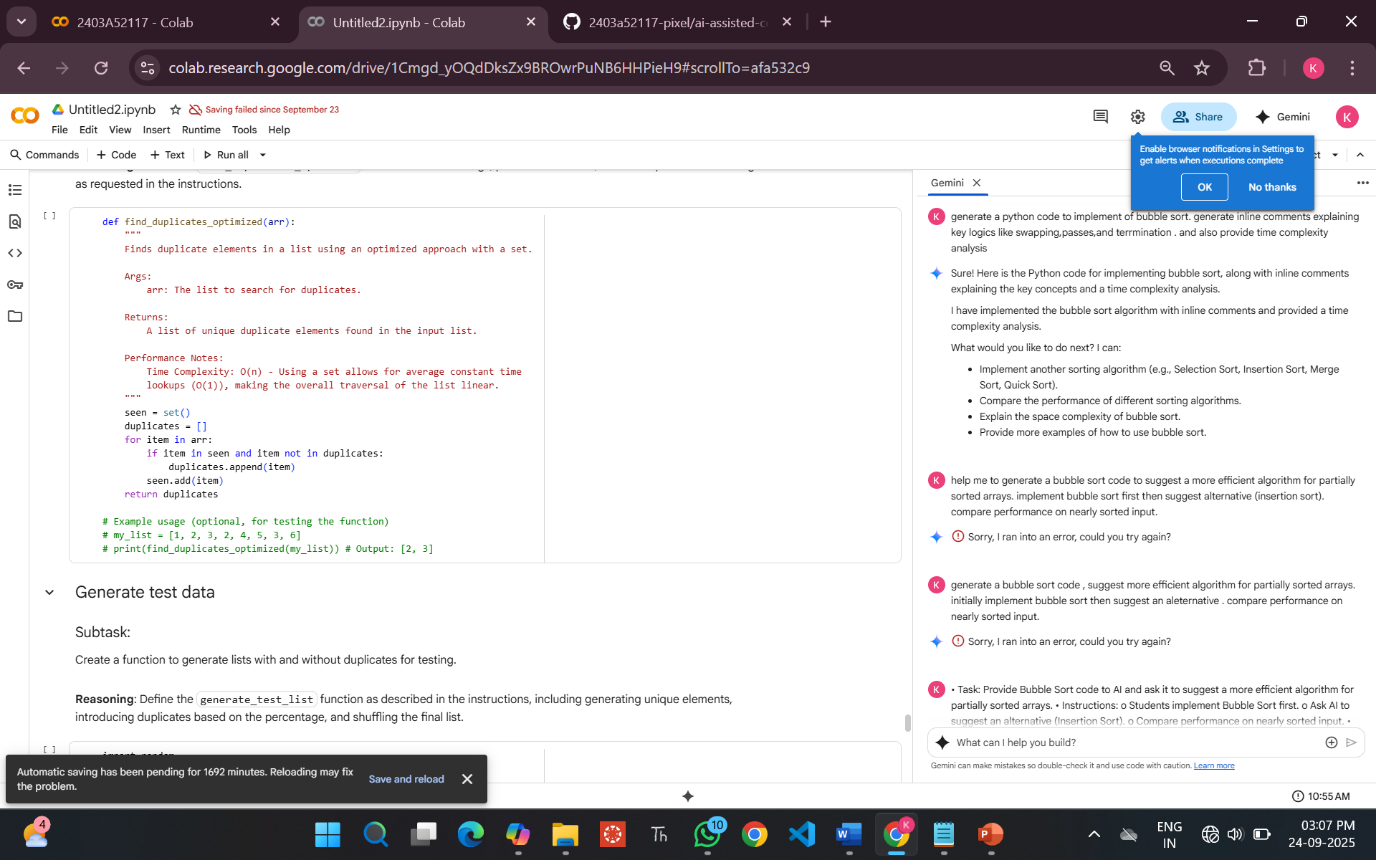 2403A52117 - Colab
Untitled2.ipynb - Colab
2403a52117-pixel/ai-assisted-c
colab.research.google.com/drive/1Cmgd_yOQdDksZx9BROwrPuNB6HHPieH9#scrollTo=afa532c9
K
Untitled2.ipynb
Saving failed since September 23
File Edit View Insert Runtime Tools Help
Share
Gemini
K
Commands + Code + Text Run all
Enable browser notifications in Settings to
get alerts when executions complete
OK No thanks
as requested in the instructions.
[ ]
def find_duplicates_optimized(arr):
"""
Finds duplicate elements in a list using an optimized approach with a set.
Args:
arr: The list to search for duplicates.
Returns:
A list of unique duplicate elements found in the input list.
Performance Notes:
Time Complexity: O(n) - Using a set allows for average constant time
lookups (O(1)), making the overall traversal of the list linear.
"""
seen = set()
duplicates = []
for item in arr:
if item in seen and item not in duplicates:
duplicates.append(item)
seen.add(item)
return duplicates
# Example usage (optional, for testing the function)
# my_list = [1, 2, 3, 2, 4, 5, 3, 6]
# print(find_duplicates_optimized(my_list)) # Output: [2, 3]
Generate test data
Subtask:
Create a function to generate lists with and without duplicates for testing.
Reasoning: Define the generate_test_list function as described in the instructions, including generating unique elements,
introducing duplicates based on the percentage, and shuffling the final list.
[ ]
import random
Automatic saving has been pending for 1692 minutes. Reloading may fix
the problem.
Save and reload
Gemini
K
generate a python code to implement of bubble sort. generate inline comments explaining
key logics like swapping,passes,and terrmination . and also provide time complexity
analysis
Sure! Here is the Python code for implementing bubble sort, along with inline comments
explaining the key concepts and a time complexity analysis.
I have implemented the bubble sort algorithm with inline comments and provided a time
complexity analysis.
What would you like to do next? I can:
• Implement another sorting algorithm (e.g., Selection Sort, Insertion Sort, Merge
Sort, Quick Sort).
• Compare the performance of different sorting algorithms.
• Explain the space complexity of bubble sort.
• Provide more examples of how to use bubble sort.
K
help me to generate a bubble sort code to suggest a more efficient algorithm for partially
sorted arrays. implement bubble sort first then suggest alternative (insertion sort).
compare performance on nearly sorted input.
Sorry, I ran into an error, could you try again?
K
generate a bubble sort code , suggest more efficient algorithm for partially sorted arrays.
initially implement bubble sort then suggest an aleternative . compare performance on
nearly sorted input.
Sorry, I ran into an error, could you try again?
K
• Task: Provide Bubble Sort code to AI and ask it to suggest a more efficient algorithm for
partially sorted arrays. • Instructions: o Students implement Bubble Sort first. o Ask AI to
suggest an alternative (Insertion Sort). o Compare performance on nearly sorted input. •
What can I help you build?
Gemini can make mistakes so double-check it and use code with caution. Learn more
10:55 AM
4
Th
10
K
ENG
IN
03:07 PM
24-09-2025